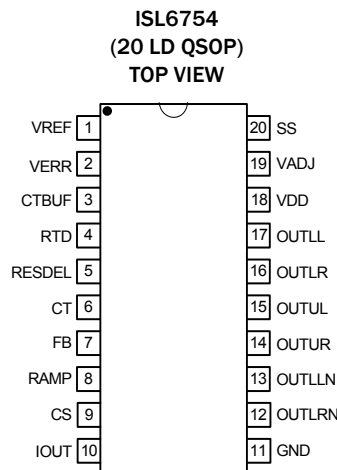 ISL6754
(20 LD QSOP)
TOP VIEW
VREF 1 20 SS
VERR 2 19 VADJ
CTBUF 3 18 VDD
RTD 4 17 OUTLL
RESDEL 5 16 OUTLR
CT 6 15 OUTUL
FB 7 14 OUTUR
RAMP 8 13 OUTLLN
CS 9 12 OUTLRN
IOUT 10 11 GND